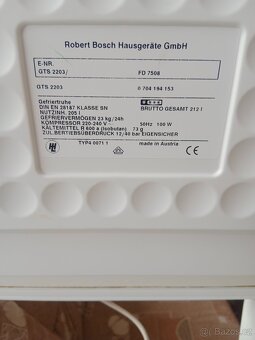 Robert Bosch Hausgeräte GmbH
E-NR.
GTS 2203/ FD 7508
GTS 2203 0 704 194 153
Gefriertruhe
DIN EN 28187 KLASSE SN BRUTTO GESAMT 212 l
NUTZINH. 205 l
GEFRIERVERMÖGEN 23 kg/24h
KOMPRESSOR 220-240 V ~ 50Hz 100 W
KÄLTEMITTEL R 600 a (Isobutan) 73 g
ZUL.BETRIEBSÜBERDRUCK 12/40 bar EIGENSICHER
TYP4 0071 1 made in Austria